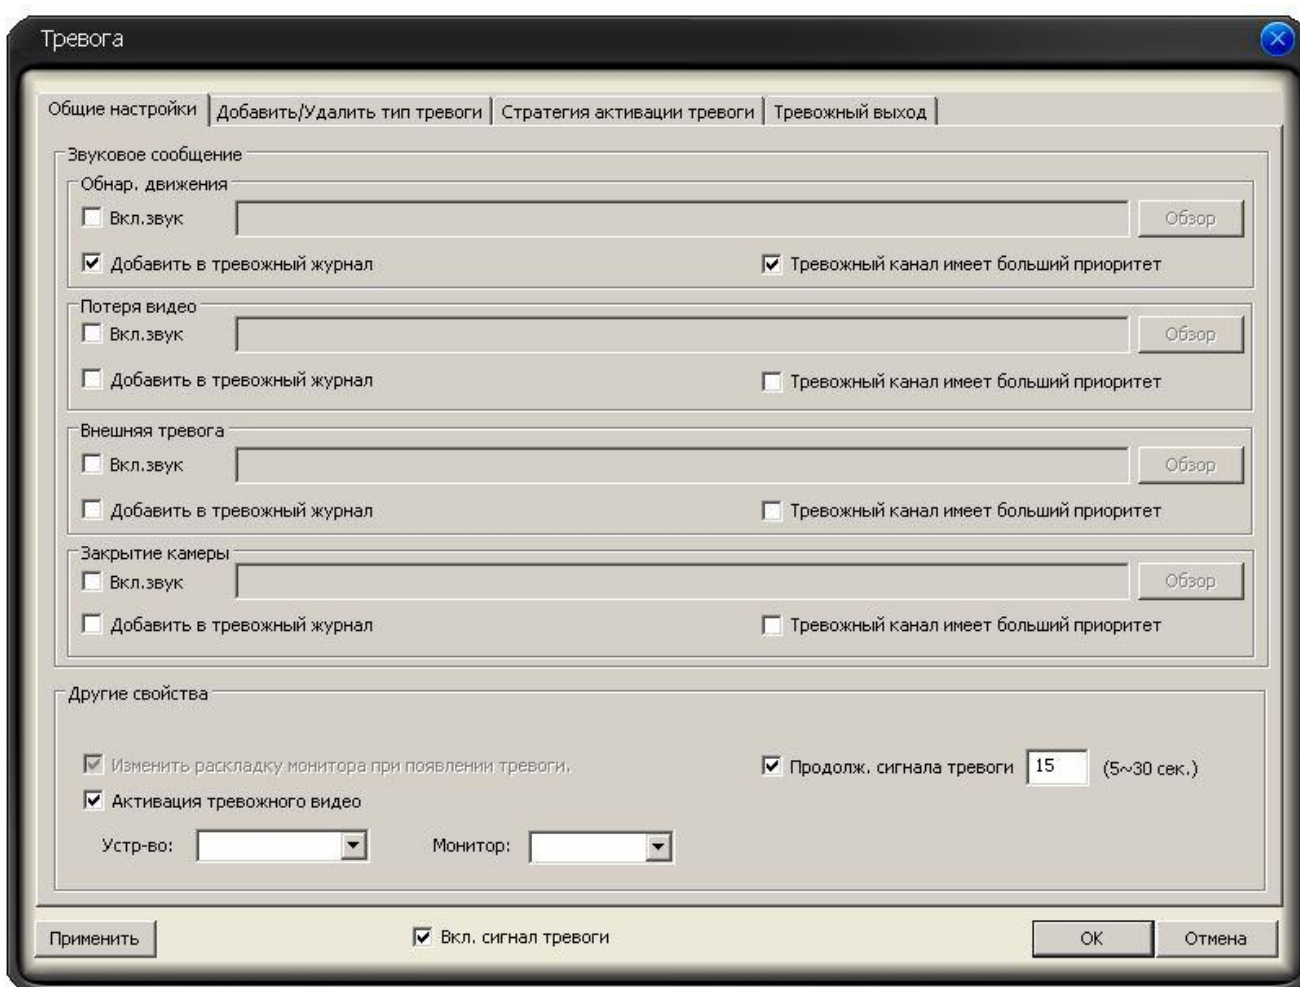 Тревога
Общие настройки Добавить/Удалить тип тревоги Стратегия активации тревоги Тревожный выход
Звуковое сообщение
Обнар. движения
Вкл.звук Обзор
Добавить в тревожный журнал Тревожный канал имеет больший приоритет
Потеря видео
Вкл.звук Обзор
Добавить в тревожный журнал Тревожный канал имеет больший приоритет
Внешняя тревога
Вкл.звук Обзор
Добавить в тревожный журнал Тревожный канал имеет больший приоритет
Закрытие камеры
Вкл.звук Обзор
Добавить в тревожный журнал Тревожный канал имеет больший приоритет
Другие свойства
Изменить раскладку монитора при появлении тревоги. Продолж. сигнала тревоги 15 (5~30 сек.)
Активация тревожного видео
Устр-во: Монитор:
Применить Вкл. сигнал тревоги OK Отмена